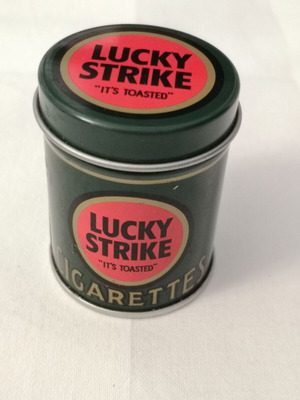 LUCKY
STRIKE
"IT'S TOASTED"
LUCKY
STRIKE
"IT'S TOASTED"
CIGARETTES